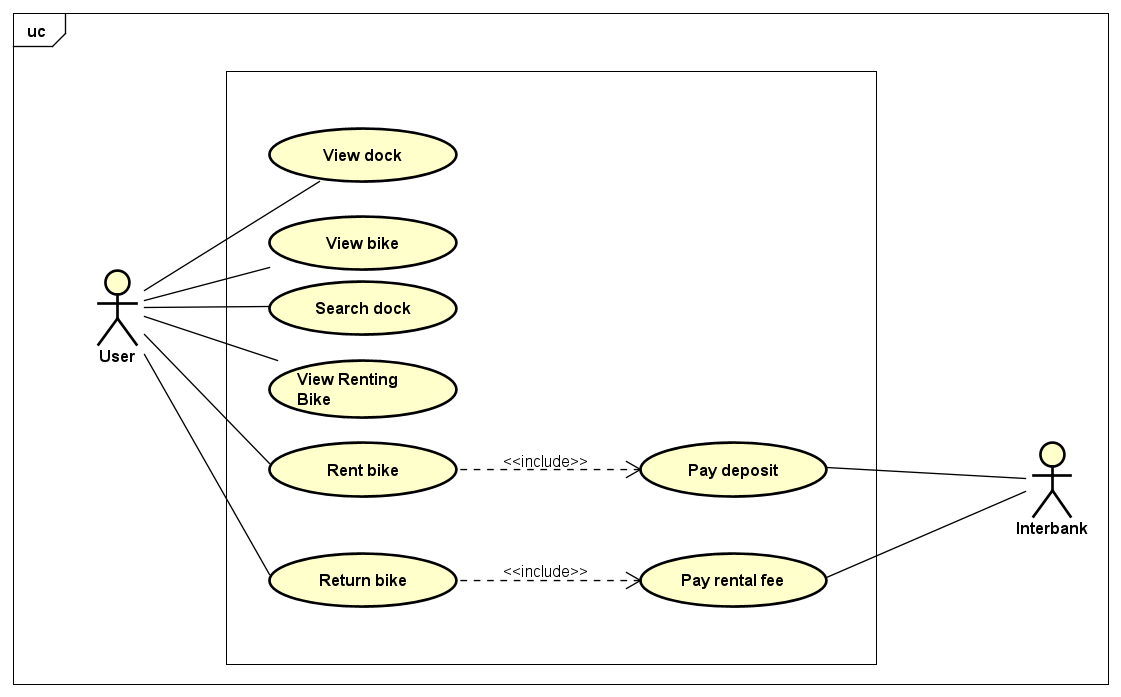 uc
View dock
View bike
Search dock
User
View Renting
Bike
Rent bike
<<include>>
Pay deposit
Interbank
Return bike
<<include>>
Pay rental fee